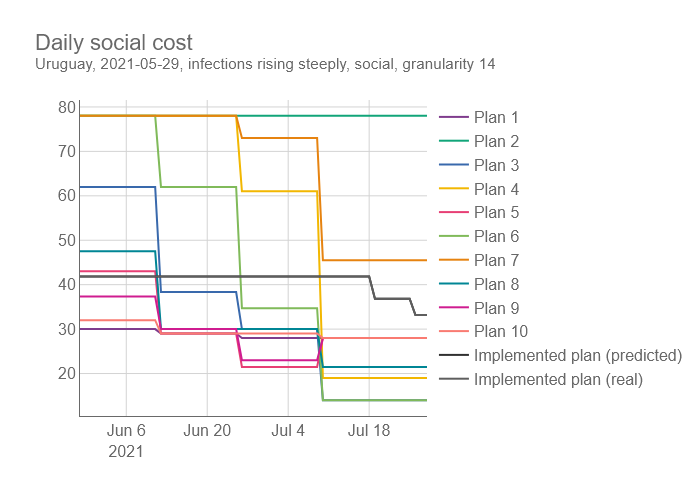 Daily social cost
Uruguay, 2021-05-29, infections rising steeply, social, granularity 14
80
70
60
50
40
30
20
Jun 6
2021
Jun 20
Jul 4
Jul 18
Plan 1
Plan 2
Plan 3
Plan 4
Plan 5
Plan 6
Plan 7
Plan 8
Plan 9
Plan 10
Implemented plan (predicted)
Implemented plan (real)